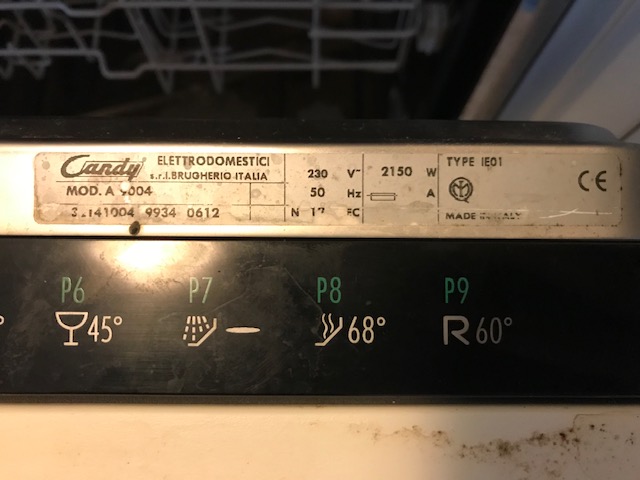 Candy ELETTRODOMESTICI
s.r.l. BRUGHERIO ITALIA
MOD. A 9004
141004 9934 0612
230 V~ 2150 W
50 Hz A
N
TYPE IE01
CE
MADE IN ITALY
P6 P7 P8 P9
45° 68° R 60°